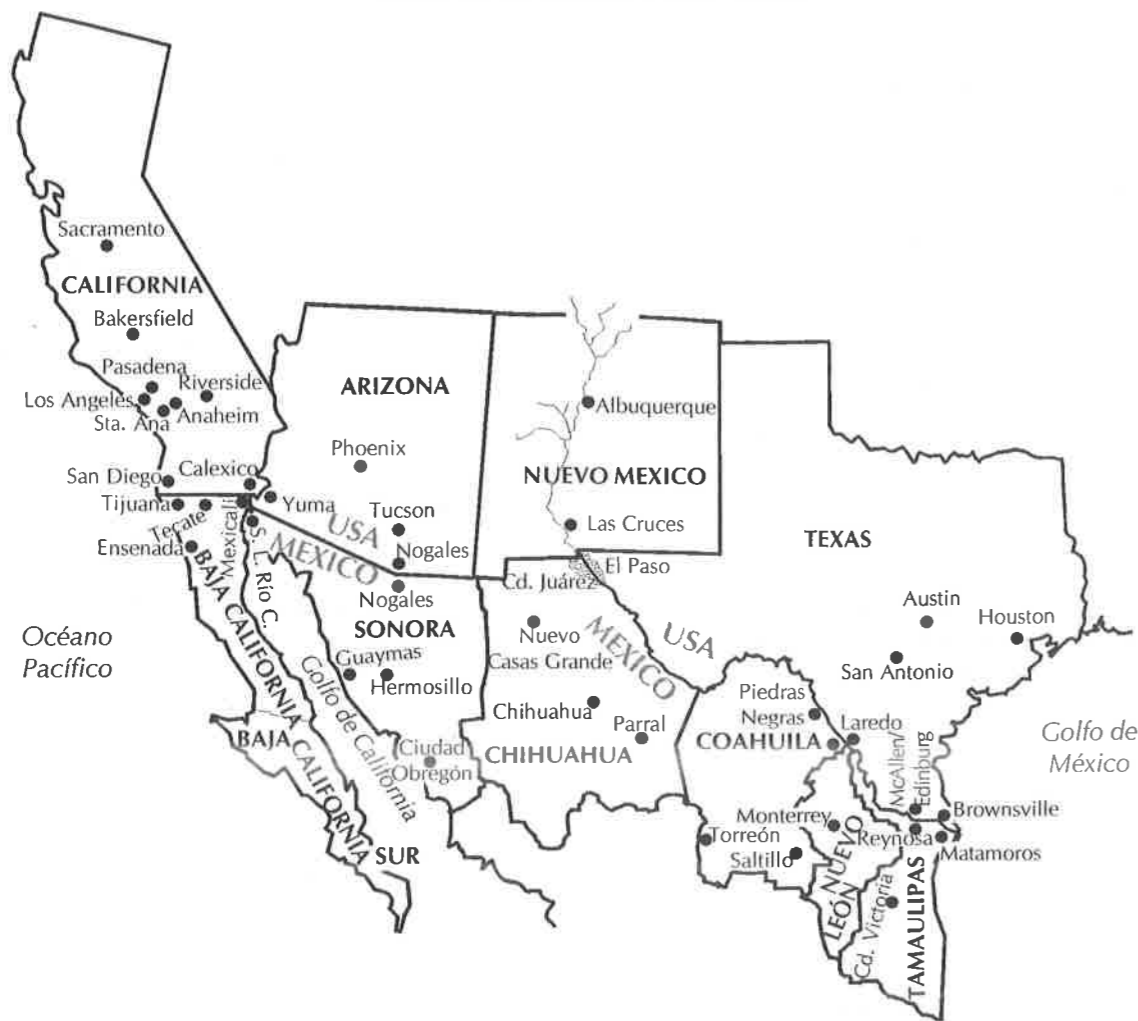 Sacramento
CALIFORNIA
Bakersfield
Pasadena
Riverside
Los Angeles
Sta. Ana
Anaheim
San Diego
Calexico
Tijuana
Tecate
Mexicali
Ensenada
Yuma
S. L. Río C.
ARIZONA
Phoenix
Tucson
Nogales
USA
MEXICO
Nogales
SONORA
Guaymas
Hermosillo
Ciudad
Obregón
Golfo de California
BAJA CALIFORNIA
BAJA CALIFORNIA SUR
Océano
Pacífico
Albuquerque
NUEVO MEXICO
Las Cruces
El Paso
Cd. Juárez
Nuevo
Casas Grande
MEXICO
USA
Chihuahua
Parral
CHIHUAHUA
TEXAS
Austin
Houston
San Antonio
Piedras
Negras
Laredo
COAHUILA
McAllen/
Edinburg
Brownsville
Monterrey
Reynosa
Matamoros
Torreón
Saltillo
NUEVO
LEÓN
Cd. Victoria
TAMAULIPAS
Golfo de
México